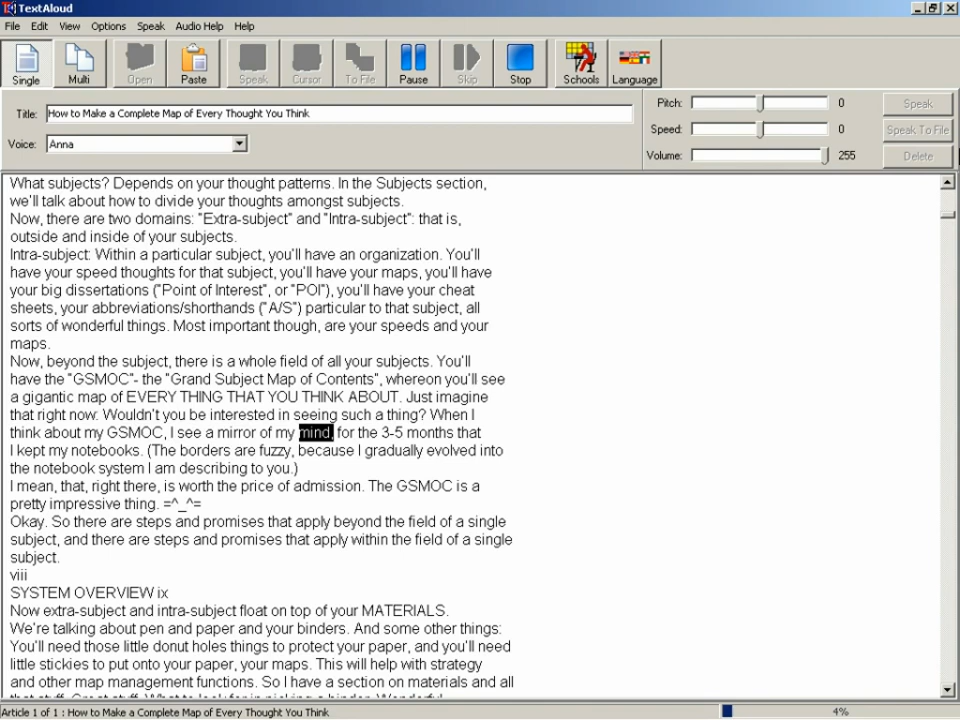 TextAloud
File Edit View Options Speak Audio Help Help
Single Multi Open Paste Speak Cursor To File Pause Skip Stop Schools Language
Title: How to Make a Complete Map of Every Thought You Think
Voice: Anna
Pitch: 0 Speak
Speed: 0 Speak To File
Volume: 255 Delete
What subjects? Depends on your thought patterns. In the Subjects section,
we'll talk about how to divide your thoughts amongst subjects.
Now, there are two domains: "Extra-subject" and "Intra-subject": that is,
outside and inside of your subjects.
Intra-subject: Within a particular subject, you'll have an organization. You'll
have your speed thoughts for that subject, you'll have your maps, you'll have
your big dissertations ("Point of Interest", or "POI"), you'll have your cheat
sheets, your abbreviations/shorthands ("A/S") particular to that subject, all
sorts of wonderful things. Most important though, are your speeds and your
maps.
Now, beyond the subject, there is a whole field of all your subjects. You'll
have the "GSMOC"- the "Grand Subject Map of Contents", whereon you'll see
a gigantic map of EVERY THING THAT YOU THINK ABOUT. Just imagine
that right now. Wouldn't you be interested in seeing such a thing? When I
think about my GSMOC, I see a mirror of my mind, for the 3-5 months that
I kept my notebooks. (The borders are fuzzy, because I gradually evolved into
the notebook system I am describing to you.)
I mean, that, right there, is worth the price of admission. The GSMOC is a
pretty impressive thing. =^_^=
Okay. So there are steps and promises that apply beyond the field of a single
subject, and there are steps and promises that apply within the field of a single
subject.
viii
SYSTEM OVERVIEW ix
Now extra-subject and intra-subject float on top of your MATERIALS.
We're talking about pen and paper and your binders. And some other things:
You'll need those little donut holes things to protect your paper, and you'll need
little stickies to put onto your paper, your maps. This will help with strategy
and other map management functions. So I have a section on materials and all
that stuff. Great stuff. What to look for in picking a binder. Wonderful
Article 1 of 1 : How to Make a Complete Map of Every Thought You Think 4%